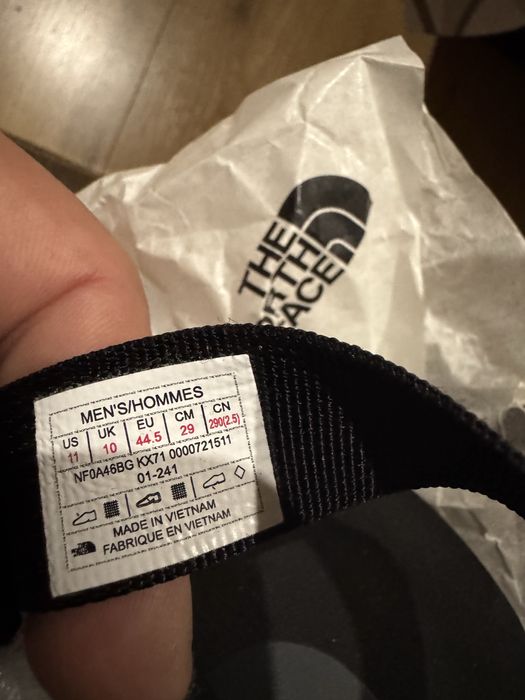 THE
NORTH
FACE
MEN'S/HOMMES
US UK EU CM CN
11 10 44.5 29 290(2.5)
NF0A46BG KX71 0000721511
01-241
MADE IN VIETNAM
FABRIQUE EN VIETNAM